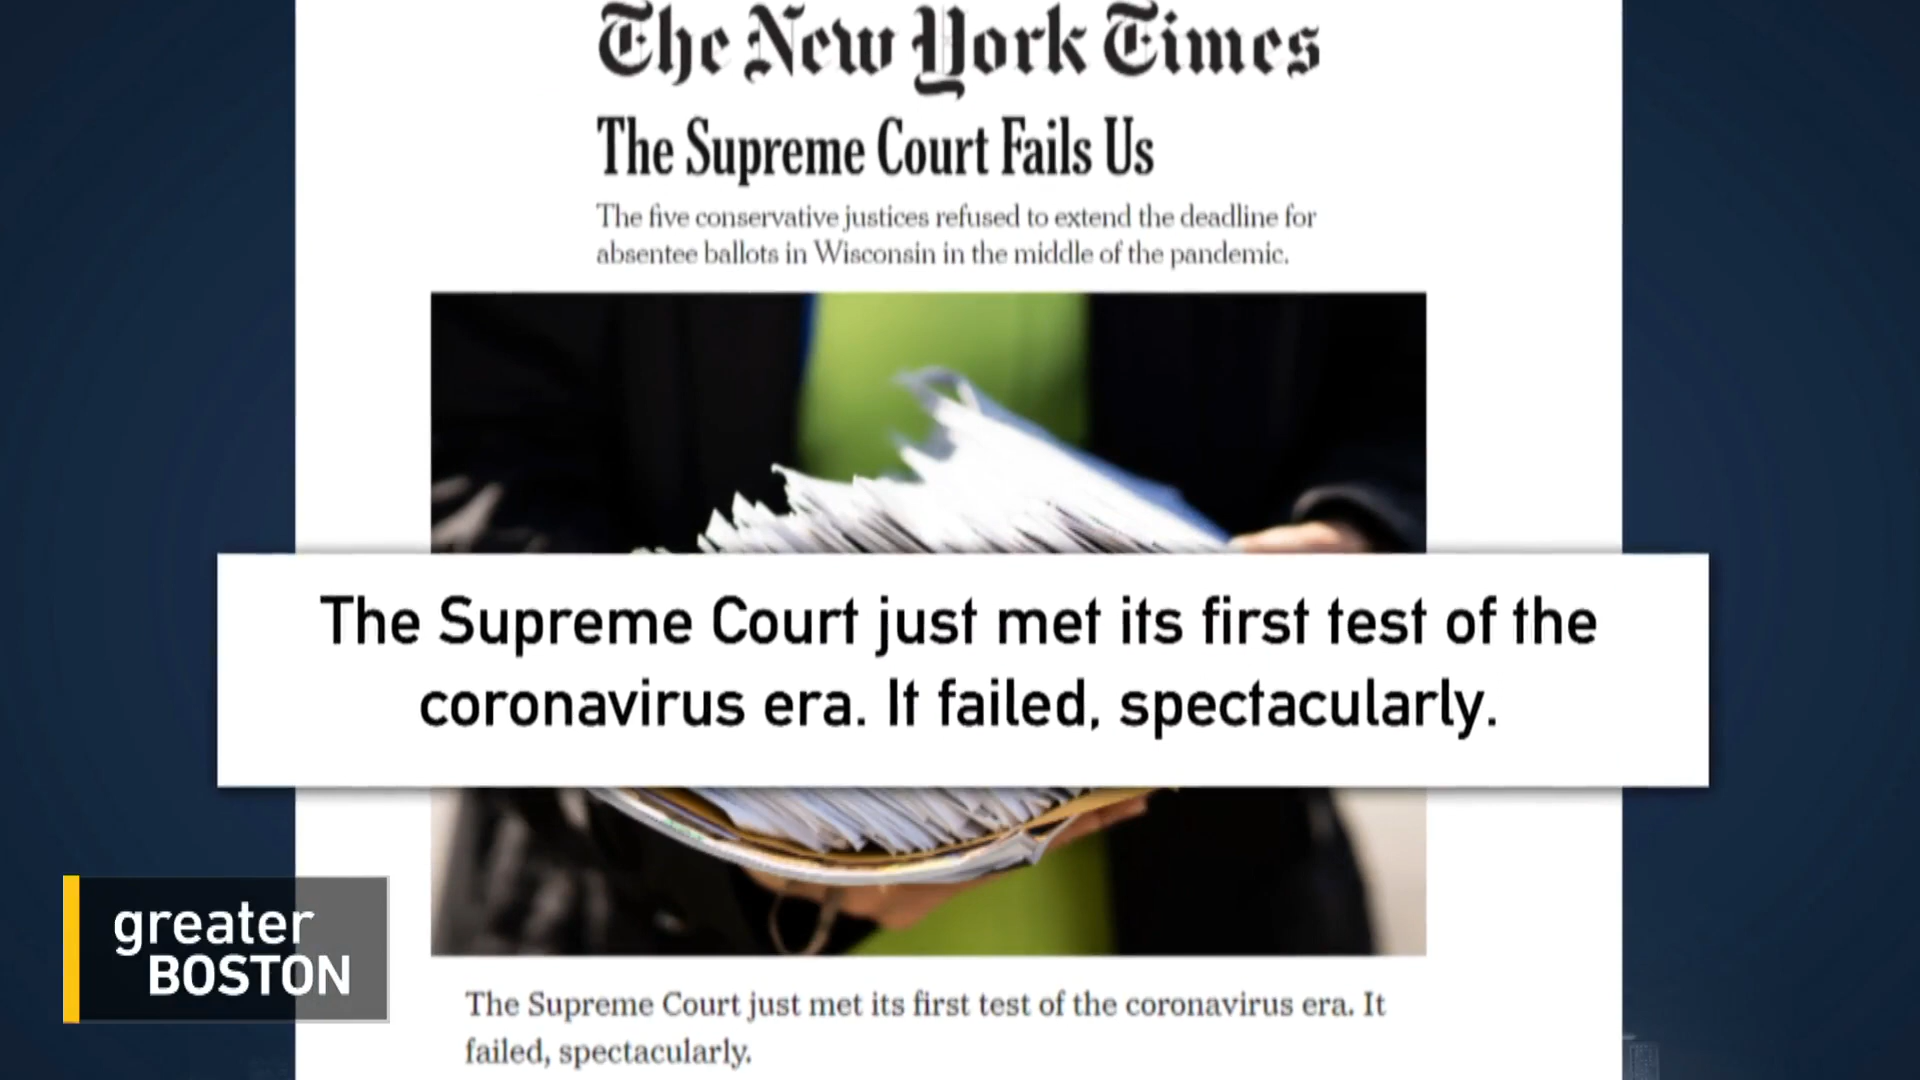 The New York Times
The Supreme Court Fails Us
The five conservative justices refused to extend the deadline for
absentee ballots in Wisconsin in the middle of the pandemic.
The Supreme Court just met its first test of the
coronavirus era. It failed, spectacularly.
greater
BOSTON
The Supreme Court just met its first test of the coronavirus era. It
failed, spectacularly.